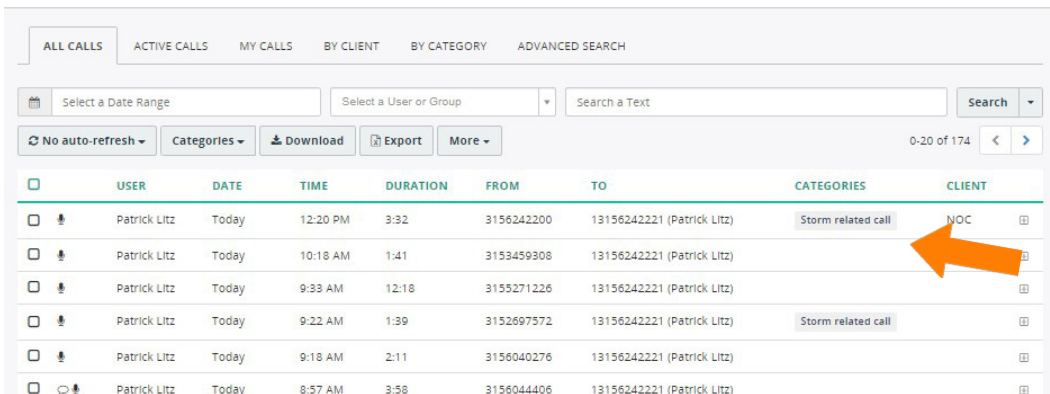 ALL CALLS ACTIVE CALLS MY CALLS BY CLIENT BY CATEGORY ADVANCED SEARCH
Select a Date Range Select a User or Group Search a Text Search
No auto-refresh Categories Download Export More 0-20 of 174
USER DATE TIME DURATION FROM TO CATEGORIES CLIENT
Patrick Litz Today 12:20 PM 3:32 3156242200 13156242221 (Patrick Litz) Storm related call NOC
Patrick Litz Today 10:18 AM 1:41 3153459308 13156242221 (Patrick Litz)
Patrick Litz Today 9:33 AM 12:18 3155271226 13156242221 (Patrick Litz)
Patrick Litz Today 9:22 AM 1:39 3152697572 13156242221 (Patrick Litz) Storm related call
Patrick Litz Today 9:18 AM 2:11 3156040276 13156242221 (Patrick Litz)
Patrick Litz Today 8:57 AM 3:58 3156044406 13156242221 (Patrick Litz)